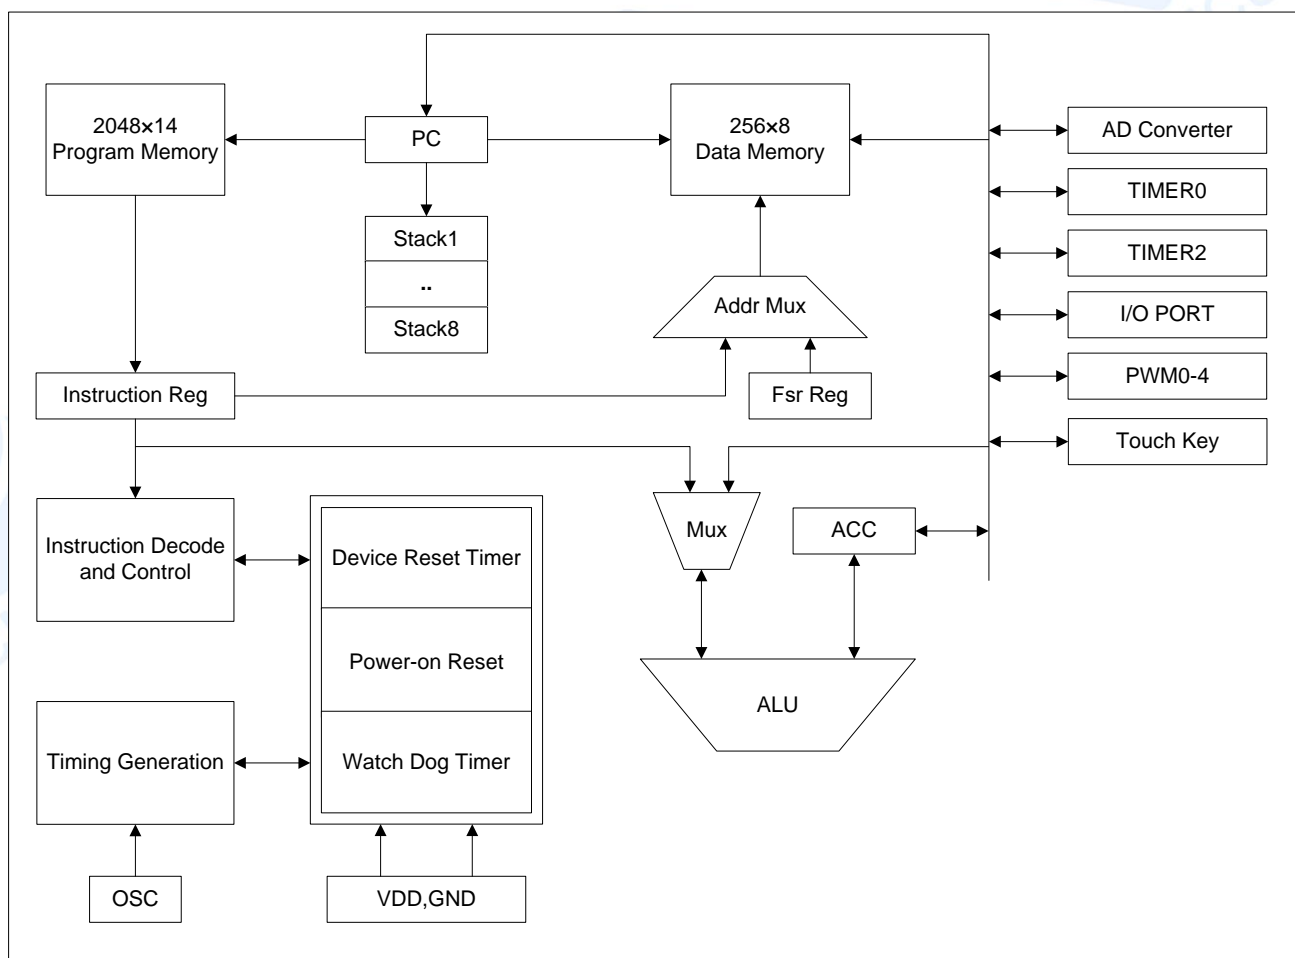 2048×14
Program Memory
PC
256×8
Data Memory
AD Converter
TIMER0
TIMER2
I/O PORT
PWM0-4
Touch Key
Stack1
..
Stack8
Addr Mux
Instruction Reg
Fsr Reg
Instruction Decode
and Control
Device Reset Timer
Power-on Reset
Watch Dog Timer
Mux
ACC
ALU
Timing Generation
OSC
VDD,GND